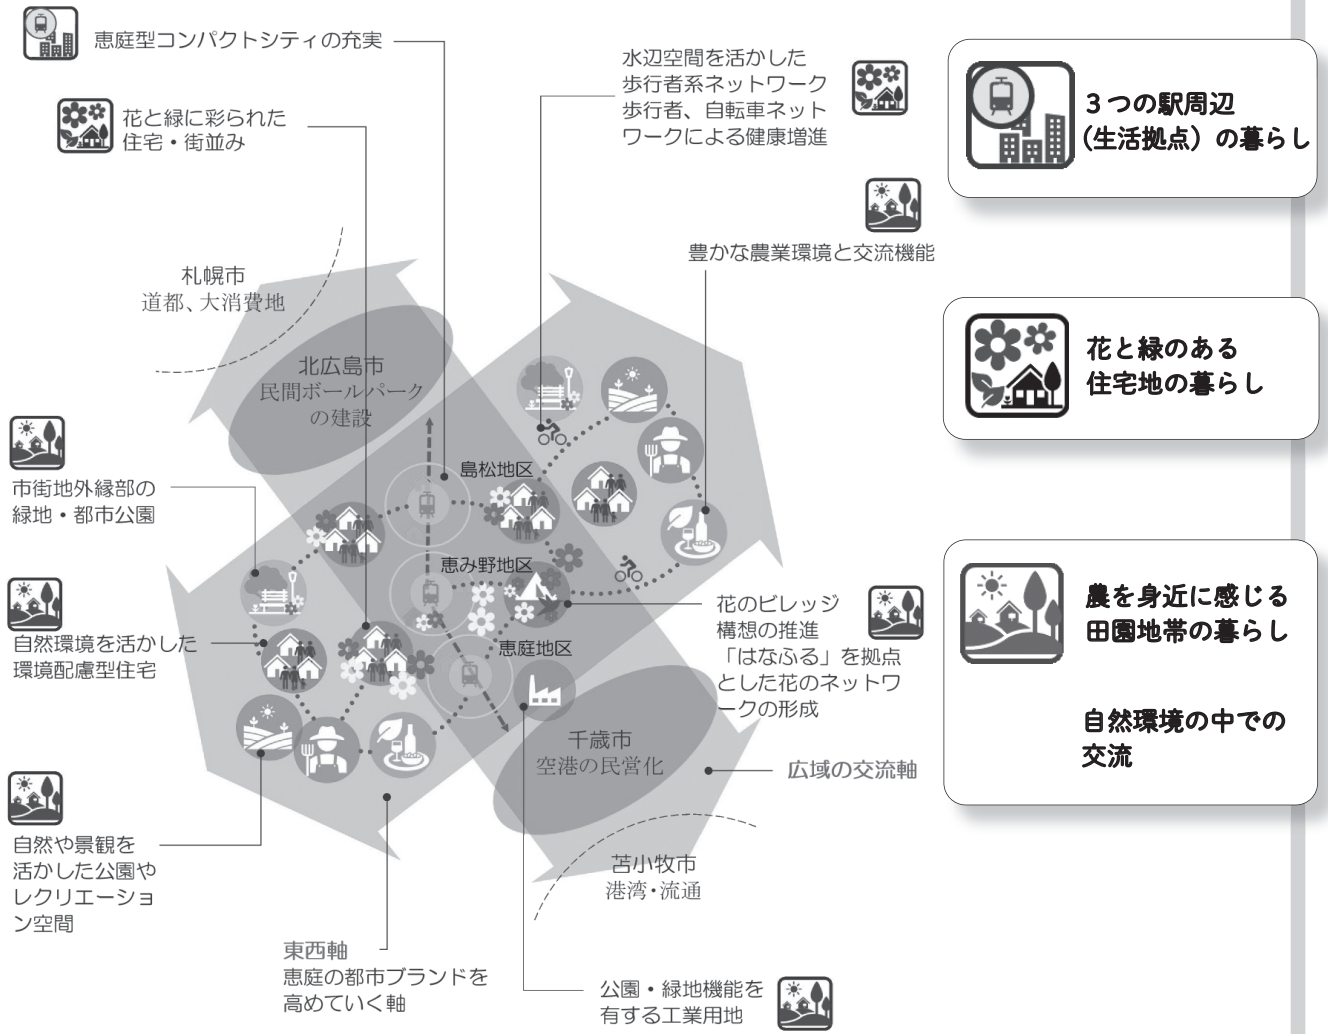 恵庭型コンパクトシティの充実
花と緑に彩られた
住宅・街並み
水辺空間を活かした
歩行者系ネットワーク
歩行者、自転車ネット
ワークによる健康増進
豊かな農業環境と交流機能
札幌市
道都、大消費地
北広島市
民間ボールパーク
の建設
島松地区
恵み野地区
恵庭地区
市街地外縁部の
緑地・都市公園
自然環境を活かした
環境配慮型住宅
自然や景観を
活かした公園や
レクリエーショ
ン空間
花のビレッジ
構想の推進
「はなふる」を拠点
とした花のネットワ
ークの形成
千歳市
空港の民営化
広域の交流軸
苫小牧市
港湾・流通
東西軸
恵庭の都市ブランドを
高めていく軸
公園・緑地機能を
有する工業用地
3つの駅周辺
(生活拠点)の暮らし
花と緑のある
住宅地の暮らし
農を身近に感じる
田園地帯の暮らし
自然環境の中での
交流